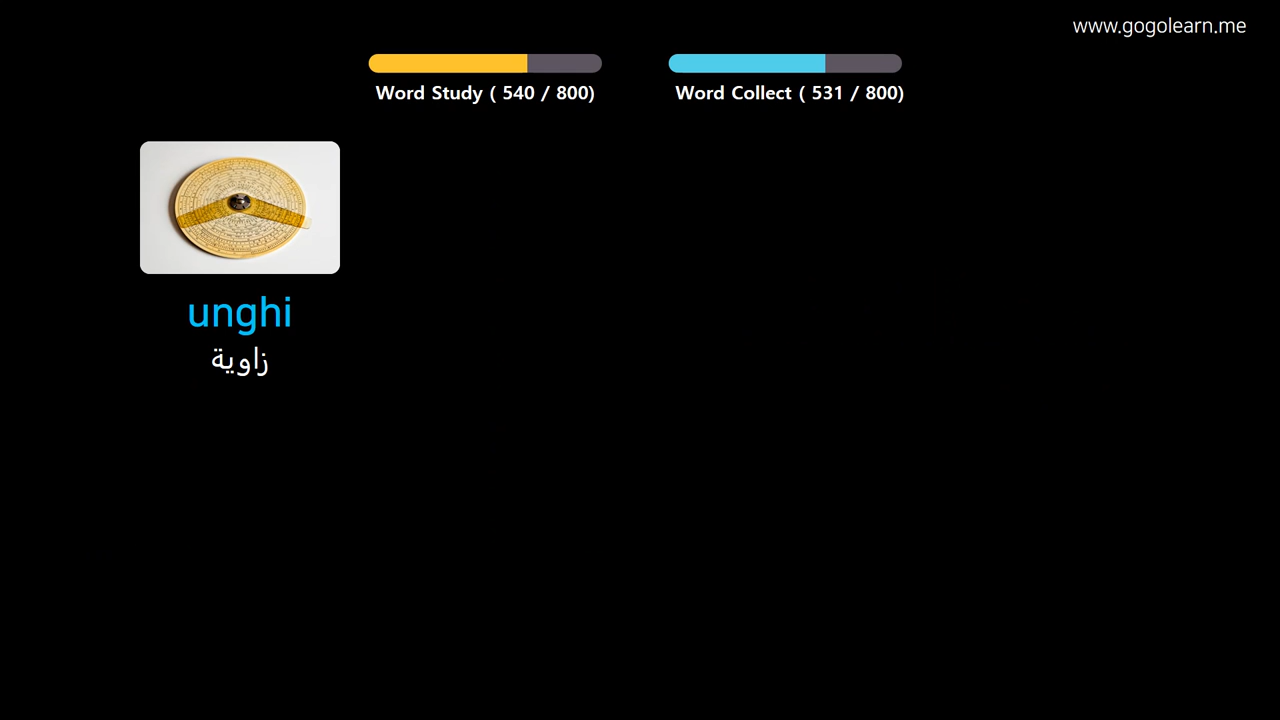 www.gogolearn.me
Word Study ( 540 / 800)
Word Collect ( 531 / 800)
unghi
زاوية